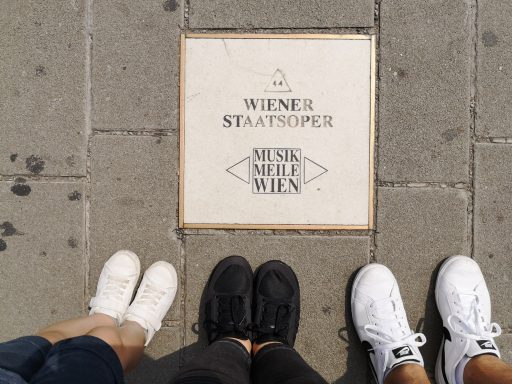 44
WIENER
STAATSOPER
MUSIK
MEILE
WIEN